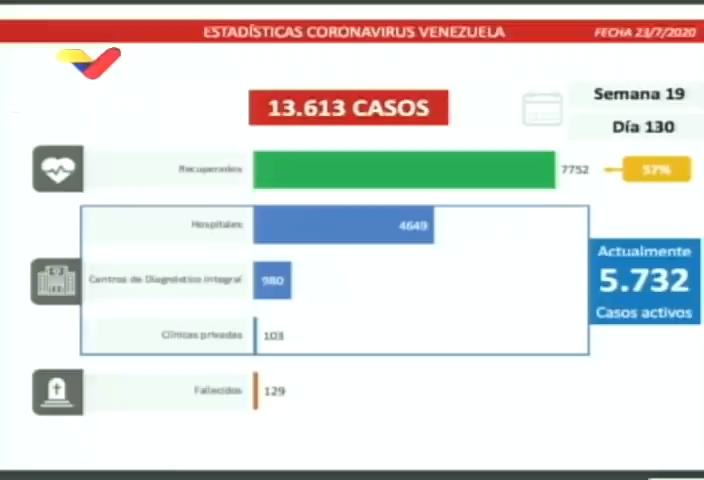 ESTADÍSTICAS CORONAVIRUS VENEZUELA
FECHA 23/7/2020
13.613 CASOS
Semana 19
Día 130
Recuperados
7752
57%
Hospitales
4649
Centros de Diagnóstico integral
980
Clínicas privadas
103
Actualmente
5.732
Casos activos
Fallecidos
129